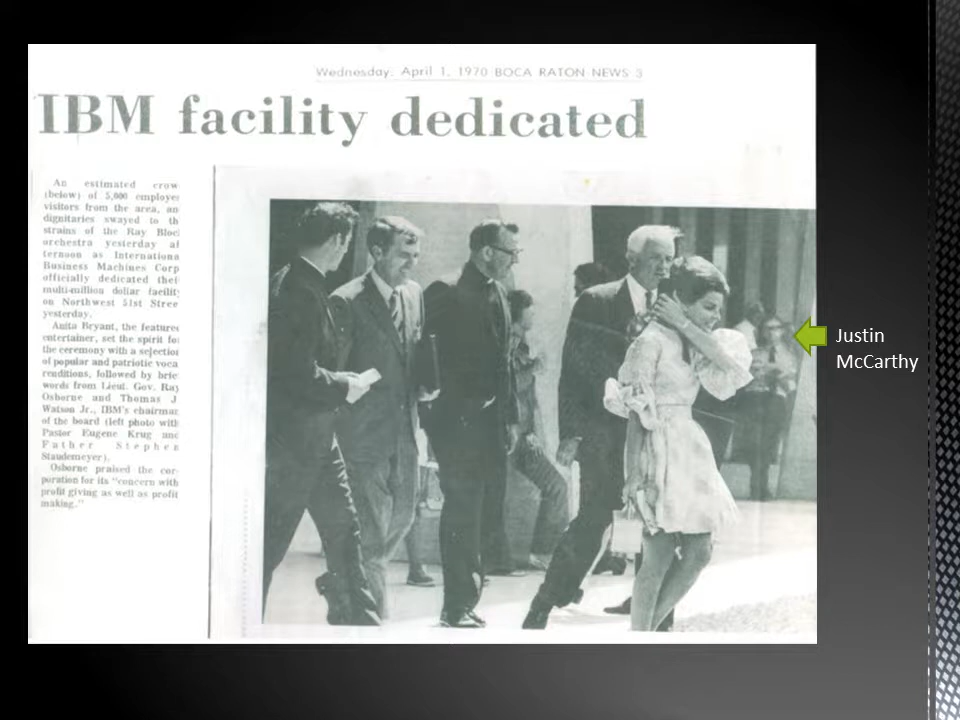 Wednesday, April 1, 1970 BOCA RATON NEWS 3
IBM facility dedicated
An estimated crow
(below) of 5,000 employe
visitors from the area, an
dignitaries swayed to th
strains of the Ray Bloc
orchestra yesterday af
ternoon as Internationa
Business Machines Corp
officially dedicated thei
multi-million dollar facility
on Northwest 51st Stree
yesterday.
Anita Bryant, the feature
entertainer, set the spirit fo
the ceremony with a selectio
of popular and patriotic voca
renditions, followed by brie
words from Lieut. Gov. Ray
Osborne and Thomas J
Watson Jr., IBM's chairman
of the board (left photo with
Pastor Eugene Krug and
Father Stephen
Staudemeyer).
Osborne praised the cor-
poration for its "concern with
profit giving as well as profit
making."
Justin
McCarthy